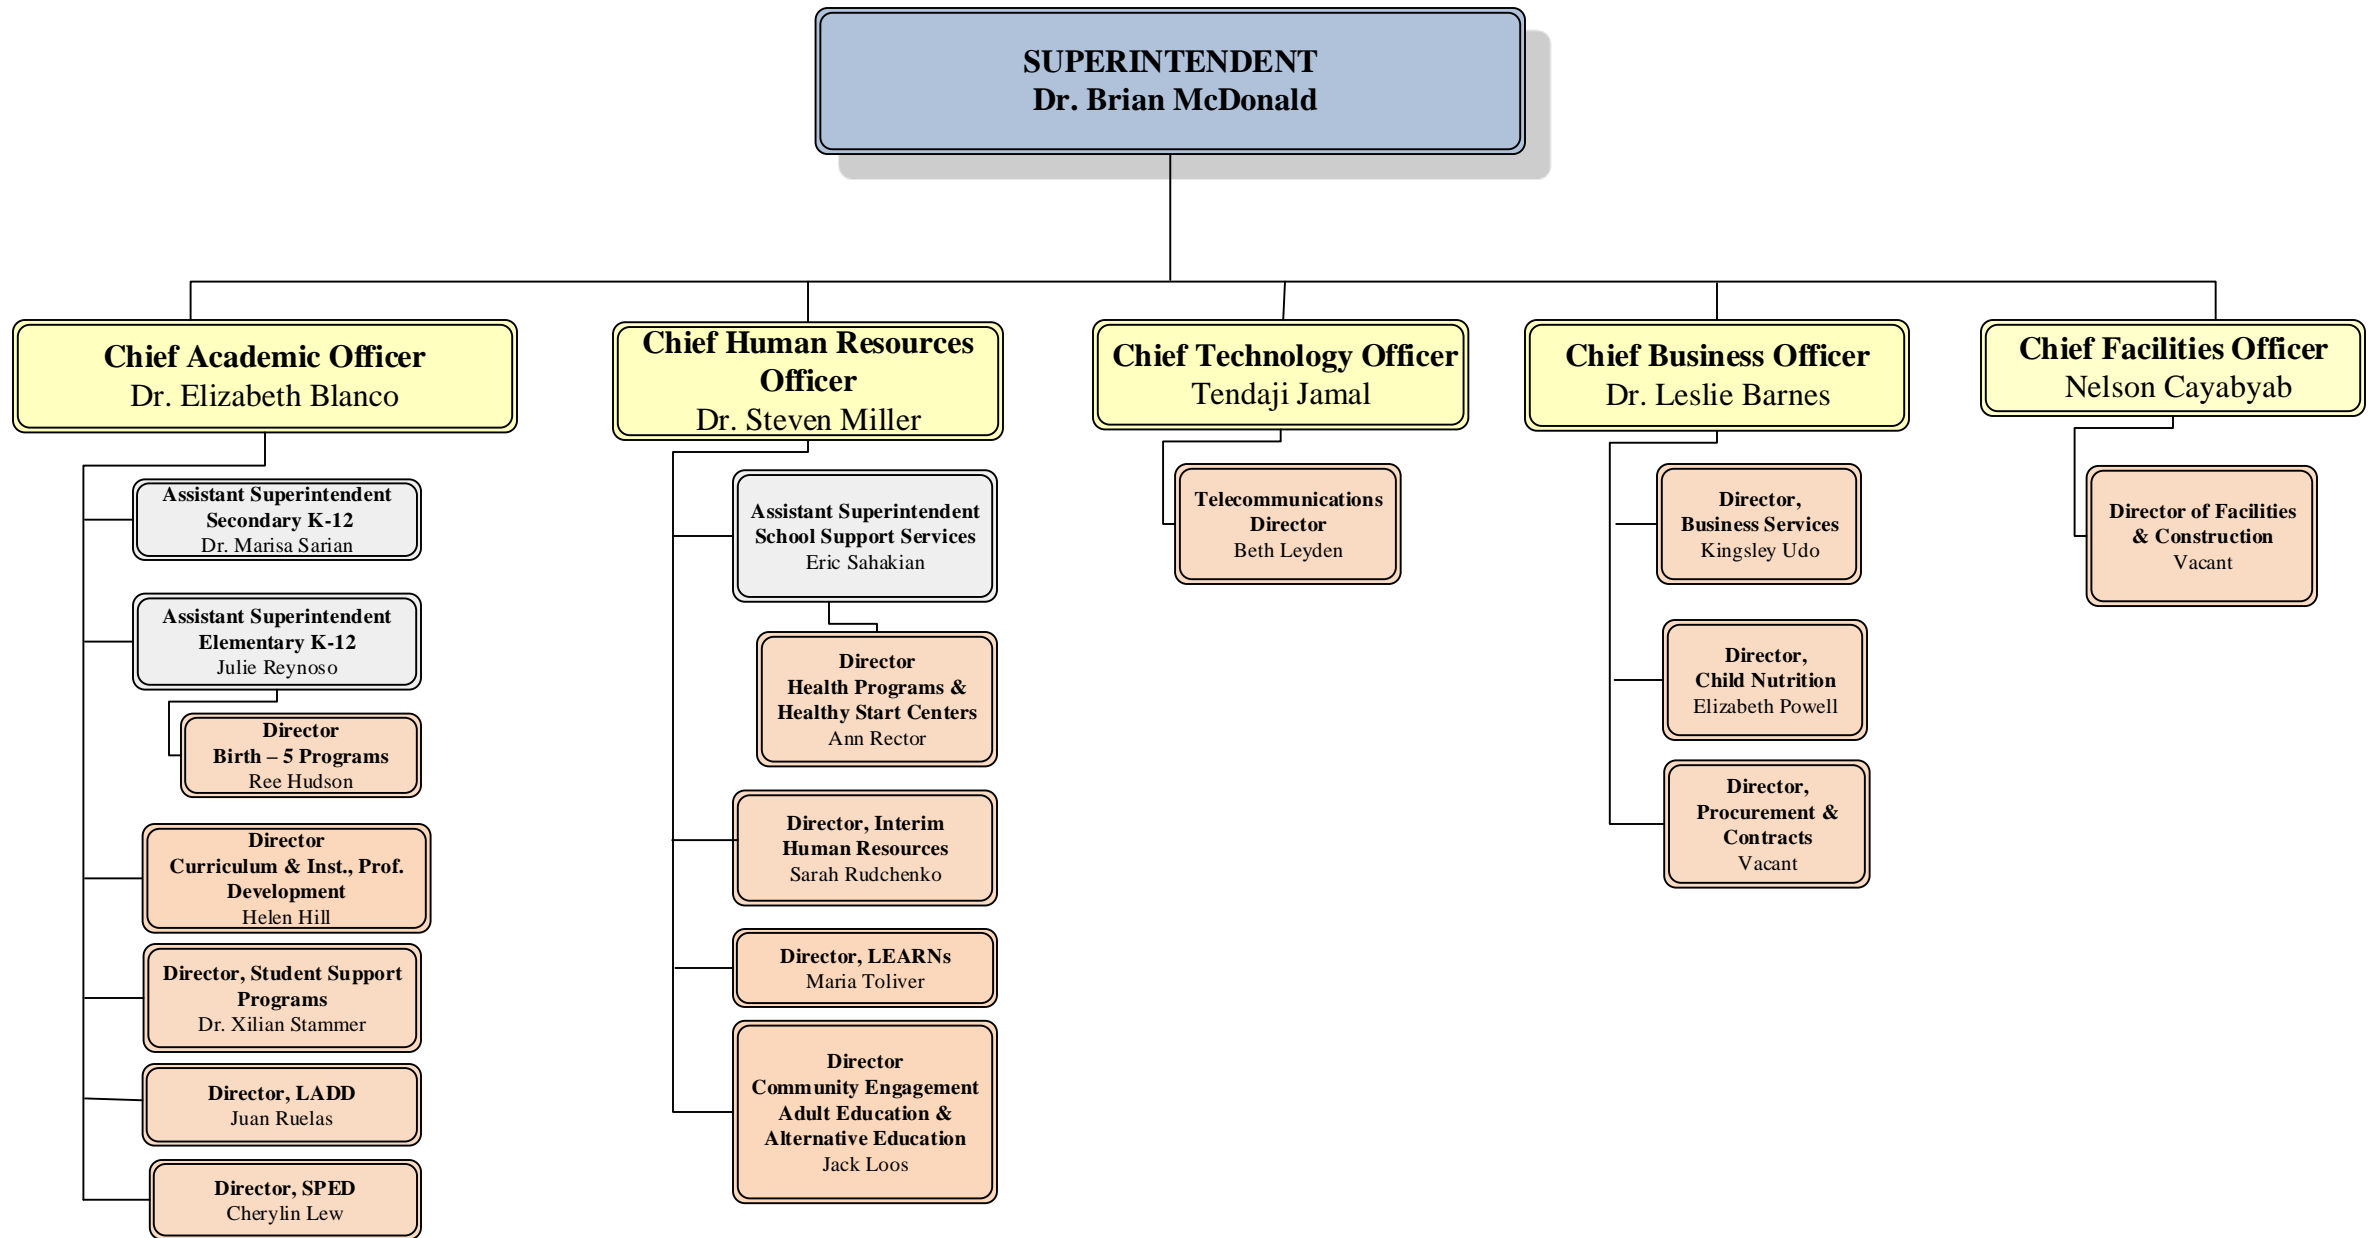 SUPERINTENDENT
Dr. Brian McDonald
Chief Academic Officer
Dr. Elizabeth Blanco
Assistant Superintendent
Secondary K-12
Dr. Marisa Sarian
Assistant Superintendent
Elementary K-12
Julie Reynoso
Director
Birth – 5 Programs
Ree Hudson
Director
Curriculum & Inst., Prof.
Development
Helen Hill
Director, Student Support
Programs
Dr. Xilian Stammer
Director, LADD
Juan Ruelas
Director, SPED
Cherylin Lew
Chief Human Resources
Officer
Dr. Steven Miller
Assistant Superintendent
School Support Services
Eric Sahakian
Director
Health Programs &
Healthy Start Centers
Ann Rector
Director, Interim
Human Resources
Sarah Rudchenko
Director, LEARNs
Maria Toliver
Director
Community Engagement
Adult Education &
Alternative Education
Jack Loos
Chief Technology Officer
Tendaji Jamal
Telecommunications
Director
Beth Leyden
Chief Business Officer
Dr. Leslie Barnes
Director,
Business Services
Kingsley Udo
Director,
Child Nutrition
Elizabeth Powell
Director,
Procurement &
Contracts
Vacant
Chief Facilities Officer
Nelson Cayabyab
Director of Facilities
& Construction
Vacant